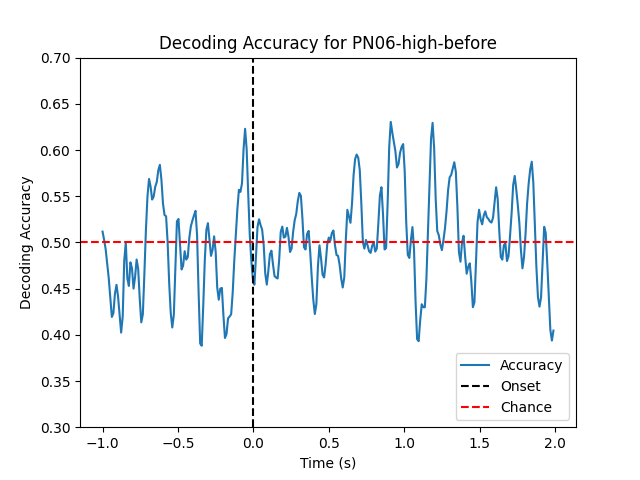 Decoding Accuracy for PN06-high-before
Decoding Accuracy
0.70
0.65
0.60
0.55
0.50
0.45
0.40
0.35
0.30
Accuracy
Onset
Chance
−1.0 −0.5 0.0 0.5 1.0 1.5 2.0
Time (s)